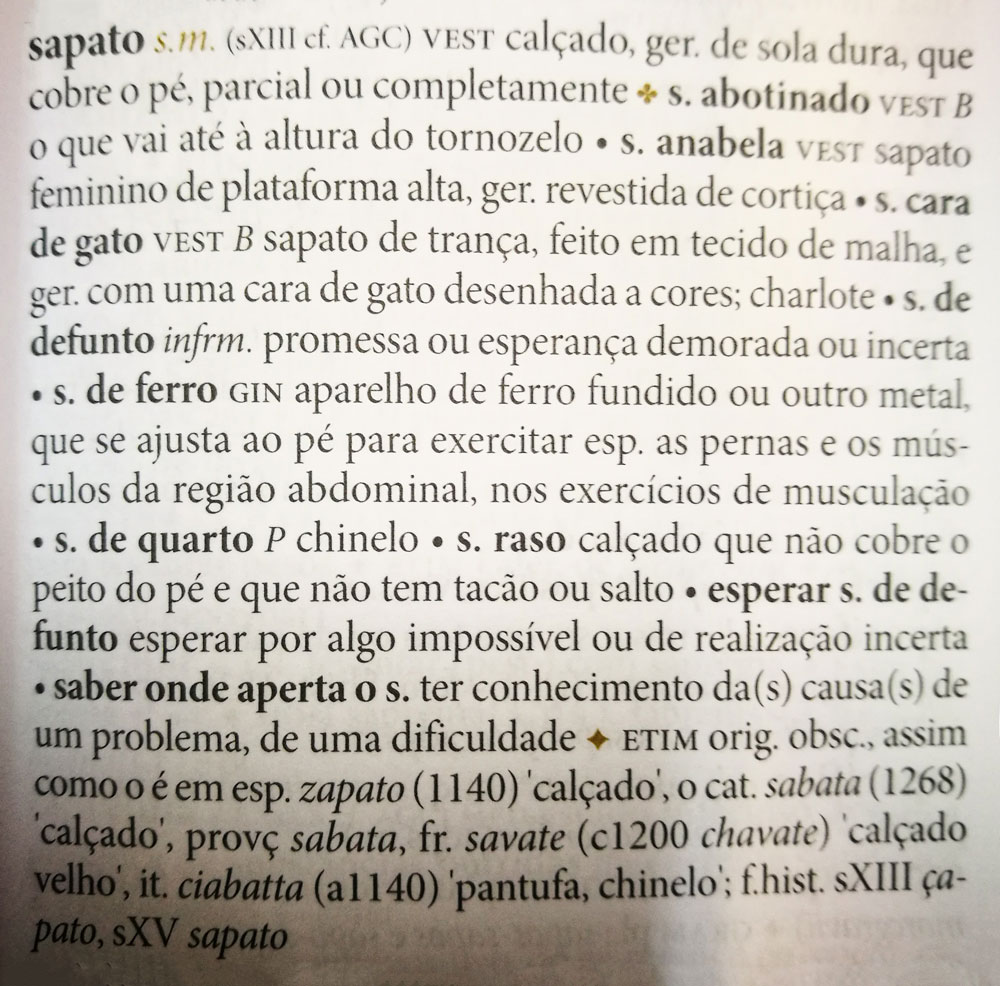 sapato s.m. (sXIII cf. AGC) VEST calçado, ger. de sola dura, que
cobre o pé, parcial ou completamente ✤ s. abotinado VEST B
o que vai até à altura do tornozelo • s. anabela VEST sapato
feminino de plataforma alta, ger. revestida de cortiça • s. cara
de gato VEST B sapato de trança, feito em tecido de malha, e
ger. com uma cara de gato desenhada a cores; charlote • s. de
defunto infrm. promessa ou esperança demorada ou incerta
• s. de ferro GIN aparelho de ferro fundido ou outro metal,
que se ajusta ao pé para exercitar esp. as pernas e os mús-
culos da região abdominal, nos exercícios de musculação
• s. de quarto P chinelo • s. raso calçado que não cobre o
peito do pé e que não tem tacão ou salto • esperar s. de de-
funto esperar por algo impossível ou de realização incerta
• saber onde aperta o s. ter conhecimento da(s) causa(s) de
um problema, de uma dificuldade ✦ ETIM orig. obsc., assim
como o é em esp. zapato (1140) 'calçado', o cat. sabata (1268)
'calçado', provç sabata, fr. savate (c1200 chavate) 'calçado
velho', it. ciabatta (a1140) 'pantufa, chinelo'; f.hist. sXIII ça-
pato, sXV sapato